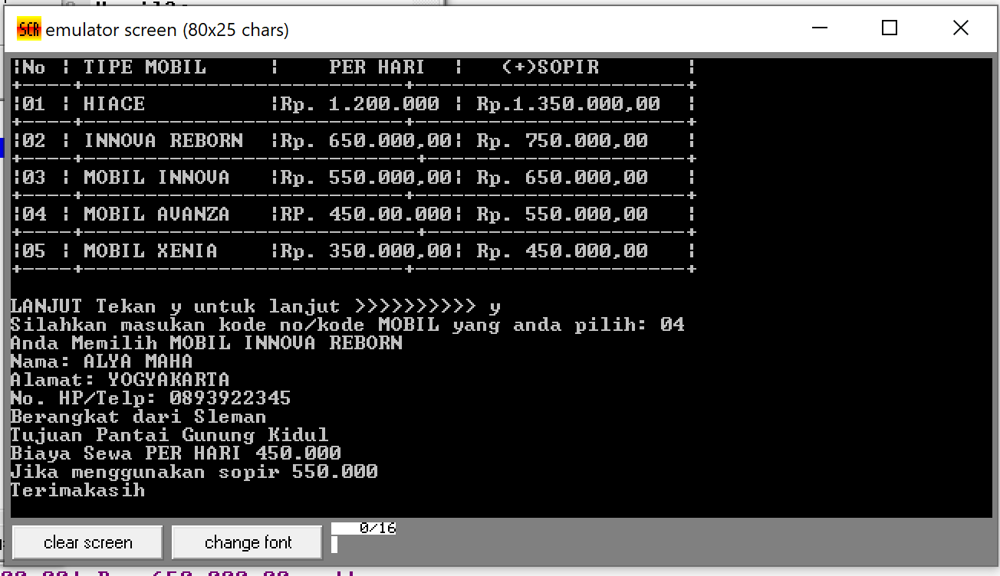 SCR emulator screen (80x25 chars)
|No | TIPE MOBIL | PER HARI | (+)SOPIR |
+----+--------------------------+----------------------+
|01 | HIACE |Rp. 1.200.000 | Rp.1.350.000,00 |
+----+--------------------------+----------------------+
|02 | INNOVA REBORN |Rp. 650.000,00| Rp. 750.000,00 |
+----+---------------------------+---------------------+
|03 | MOBIL INNOVA |Rp. 550.000,00| Rp. 650.000,00 |
+----+--------------------------+----------------------+
|04 | MOBIL AVANZA |RP. 450.00.000| Rp. 550.000,00 |
+----+---------------------------+---------------------+
|05 | MOBIL XENIA |Rp. 350.000,00| Rp. 450.000,00 |
+----+--------------------------+----------------------+
LANJUT Tekan y untuk lanjut >>>>>>>>>> y
Silahkan masukan kode no/kode MOBIL yang anda pilih: 04
Anda Memilih MOBIL INNOVA REBORN
Nama: ALYA MAHA
Alamat: YOGYAKARTA
No. HP/Telp: 0893922345
Berangkat dari Sleman
Tujuan Pantai Gunung Kidul
Biaya Sewa PER HARI 450.000
Jika menggunakan sopir 550.000
Terimakasih
clear screen
change font
0/16